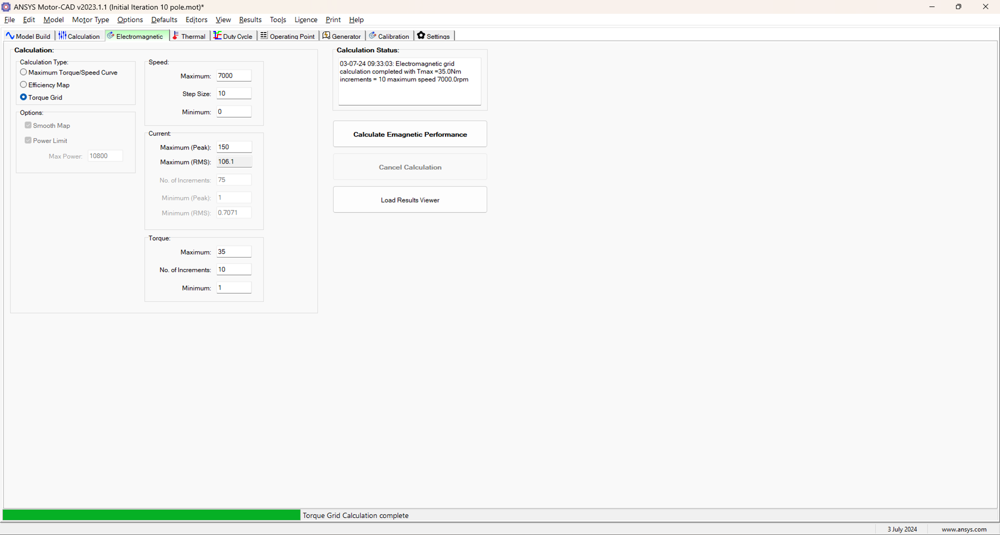 ANSYS Motor-CAD v2023.1.1 (Initial Iteration 10 pole.mot)*
File Edit Model Motor Type Options Defaults Editors View Results Tools Licence Print Help
Model Build Calculation Electromagnetic Thermal Duty Cycle Operating Point Generator Calibration Settings
Calculation:
Calculation Type:
Maximum Torque/Speed Curve
Efficiency Map
Torque Grid
Options:
Smooth Map
Power Limit
Max Power: 10800
Speed:
Maximum: 7000
Step Size: 10
Minimum: 0
Current:
Maximum (Peak): 150
Maximum (RMS): 106.1
No. of Increments: 75
Minimum (Peak): 1
Minimum (RMS): 0.7071
Torque:
Maximum: 35
No. of Increments: 10
Minimum: 1
Calculation Status:
03-07-24 09:33:03: Electromagnetic grid
calculation completed with Tmax =35.0Nm
increments = 10 maximum speed 7000.0rpm
Calculate Emagnetic Performance
Cancel Calculation
Load Results Viewer
Torque Grid Calculation complete
3 July 2024 www.ansys.com